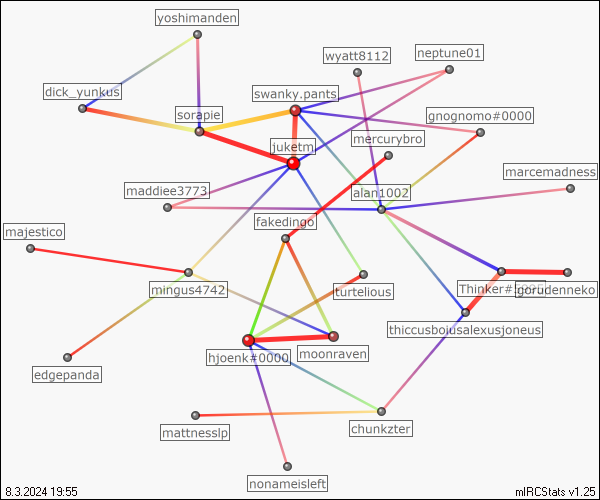 yoshimanden
wyatt8112
neptune01
dick_yunkus
swanky.pants
sorapie
gnognomo#0000
mercurybro
juketm
marcemadness
maddiee3773
alan1002
fakedingo
majestico
mingus4742
turtelious
Thinker#
gorudenneko
thiccusboiusalexusjoneus
hjoenk#0000
moonraven
edgepanda
chunkzter
mattnesslp
nonameisleft
8.3.2024 19:55
mIRCStats v1.25